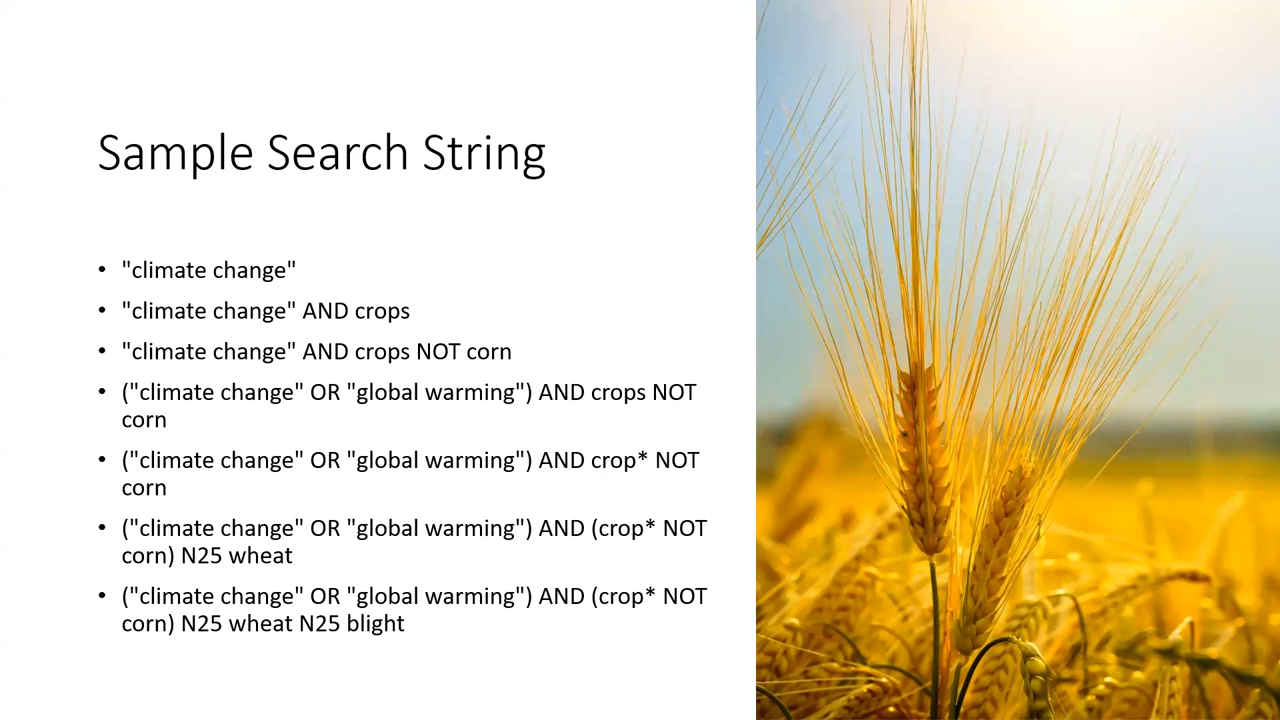 Sample Search String
• "climate change"
• "climate change" AND crops
• "climate change" AND crops NOT corn
• ("climate change" OR "global warming") AND crops NOT
corn
• ("climate change" OR "global warming") AND crop* NOT
corn
• ("climate change" OR "global warming") AND (crop* NOT
corn) N25 wheat
• ("climate change" OR "global warming") AND (crop* NOT
corn) N25 wheat N25 blight